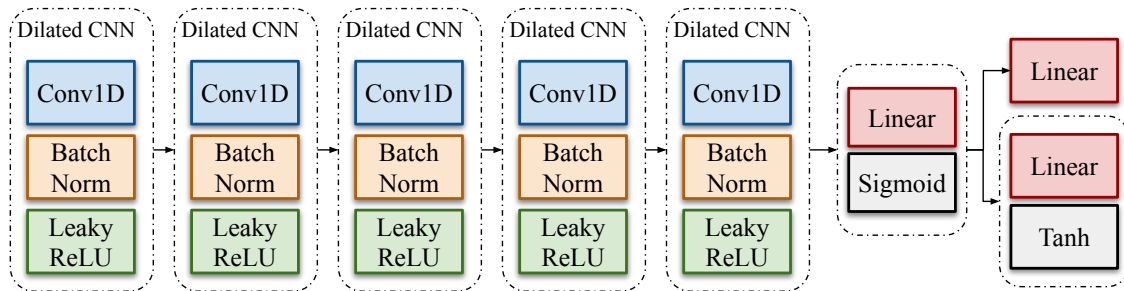 Dilated CNN
Conv1D
Batch
Norm
Leaky
ReLU
Dilated CNN
Conv1D
Batch
Norm
Leaky
ReLU
Dilated CNN
Conv1D
Batch
Norm
Leaky
ReLU
Dilated CNN
Conv1D
Batch
Norm
Leaky
ReLU
Dilated CNN
Conv1D
Batch
Norm
Leaky
ReLU
Linear
Sigmoid
Linear
Linear
Tanh